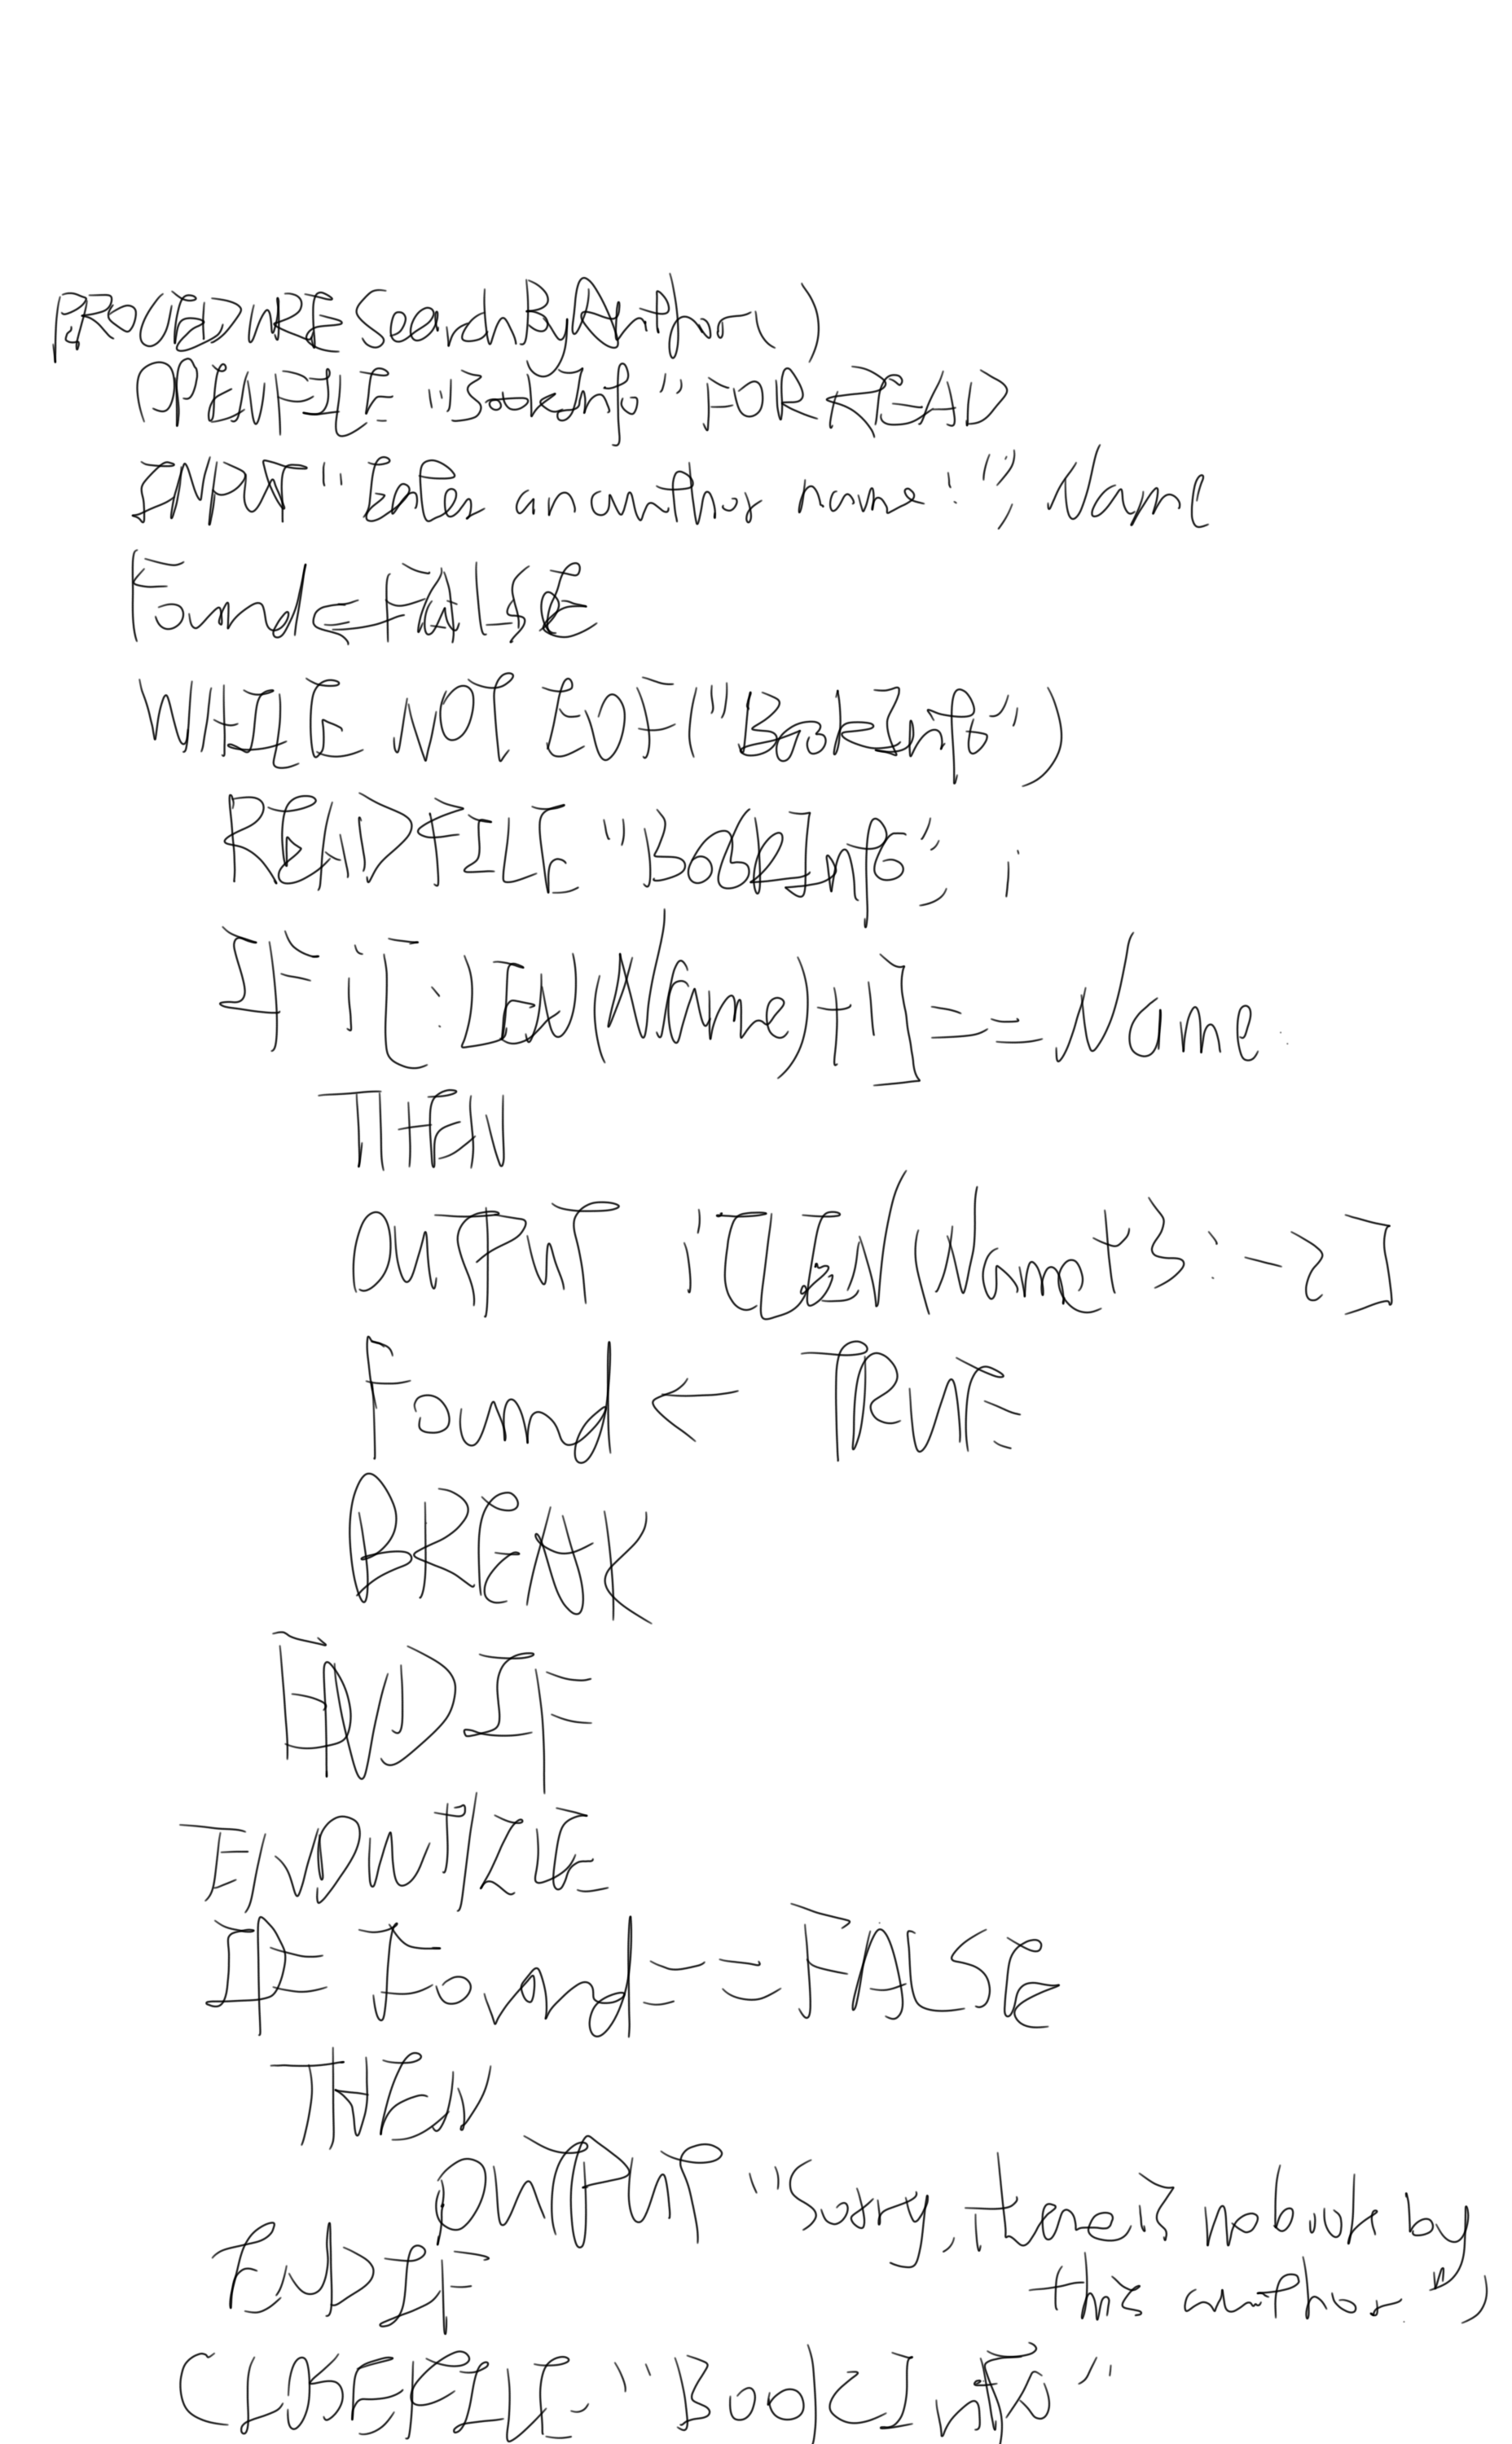 PROCEDURE SearchByAuthor()
OPENFILE "BookInfo" FOR READ
INPUT "Enter an author name:", Name
Found ← FALSE
WHILE NOT EOF("BookInfo")
READFILE "BookInfo", i
IF i[:LEN(Name)+1] == Name
THEN
OUTPUT i[LEN(Name)+3:-2]
Found ← TRUE
BREAK
ENDIF
ENDWHILE
IF Found == FALSE
THEN
OUTPUT "Sorry, there is no book by
this author.")
ENDIF
CLOSEFILE "BookInfo"